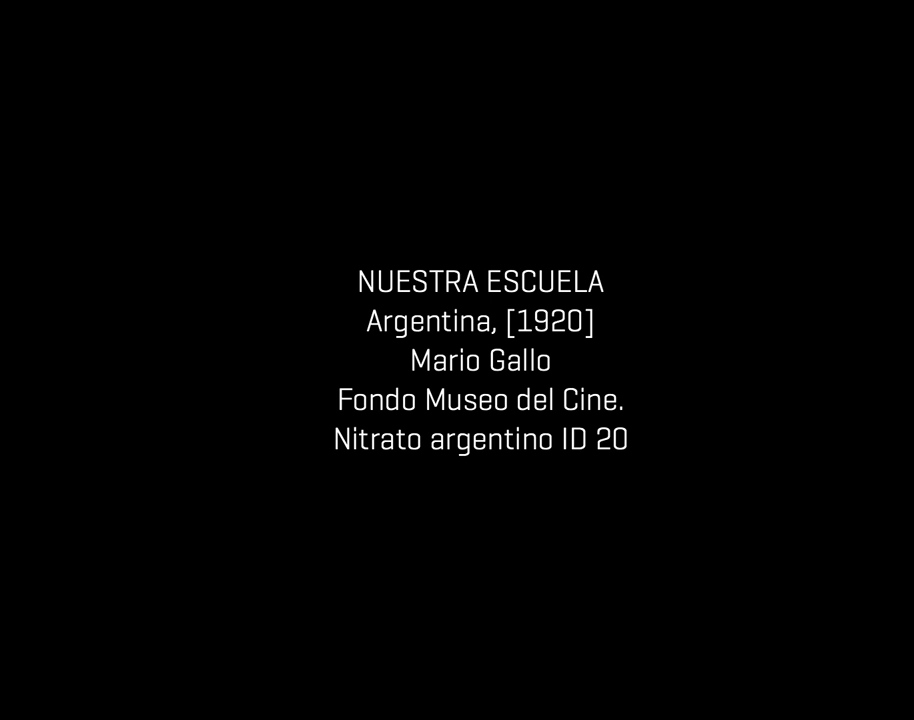 NUESTRA ESCUELA
Argentina, [1920]
Mario Gallo
Fondo Museo del Cine.
Nitrato argentino ID 20